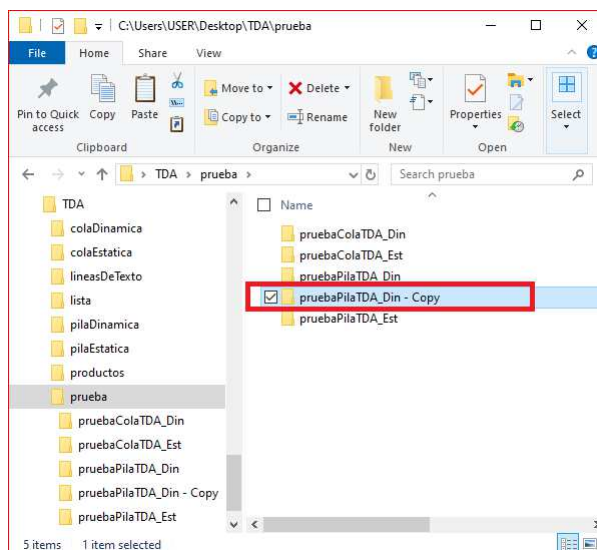 C:\Users\USER\Desktop\TDA\prueba
File Home Share View
Pin to Quick access
Copy
Paste
Move to
Copy to
Delete
Rename
New folder
Properties
Select
Clipboard Organize New Open
TDA prueba
Search prueba
TDA
colaDinamica
colaEstatica
lineasDeTexto
lista
pilaDinamica
pilaEstatica
productos
prueba
pruebaColaTDA_Din
pruebaColaTDA_Est
pruebaPilaTDA_Din
pruebaPilaTDA_Din - Copy
pruebaPilaTDA_Est
Name
pruebaColaTDA_Din
pruebaColaTDA_Est
pruebaPilaTDA_Din
pruebaPilaTDA_Din - Copy
pruebaPilaTDA_Est
5 items 1 item selected